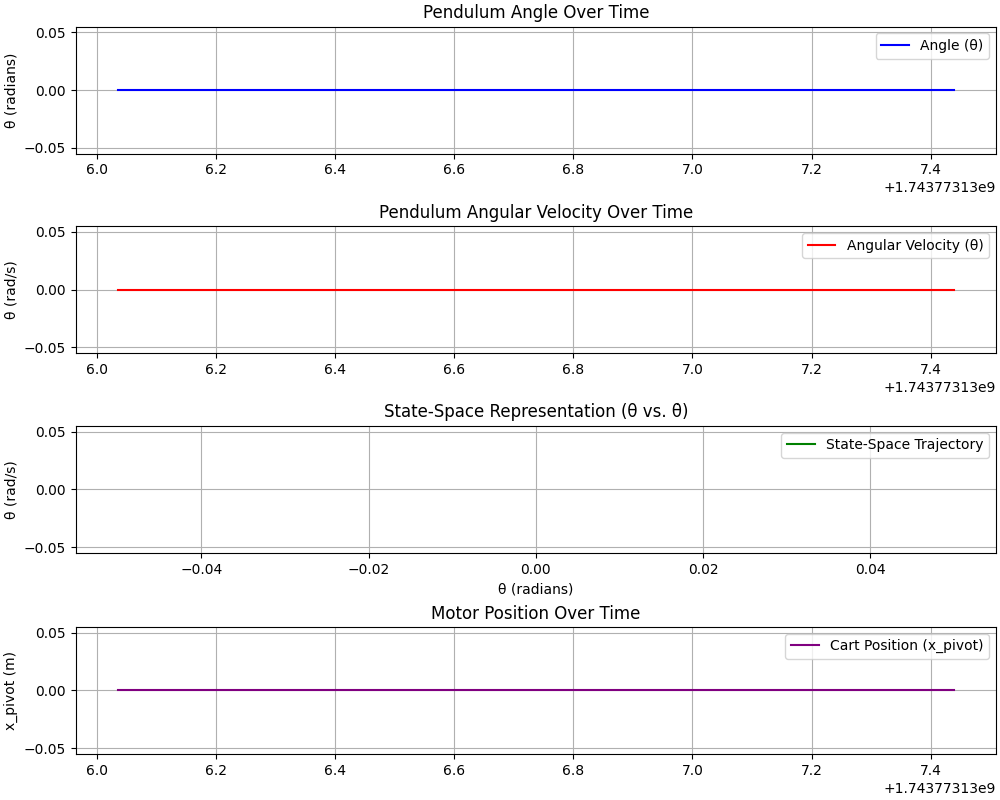 Pendulum Angle Over Time
θ (radians)
0.05
0.00
−0.05
Angle (θ)
6.0 6.2 6.4 6.6 6.8 7.0 7.2 7.4
+1.74377313e9
Pendulum Angular Velocity Over Time
θ (rad/s)
0.05
0.00
−0.05
Angular Velocity (θ)
6.0 6.2 6.4 6.6 6.8 7.0 7.2 7.4
+1.74377313e9
State-Space Representation (θ vs. θ)
θ (rad/s)
0.05
0.00
−0.05
State-Space Trajectory
−0.04 −0.02 0.00 0.02 0.04
θ (radians)
Motor Position Over Time
x_pivot (m)
0.05
0.00
−0.05
Cart Position (x_pivot)
6.0 6.2 6.4 6.6 6.8 7.0 7.2 7.4
+1.74377313e9